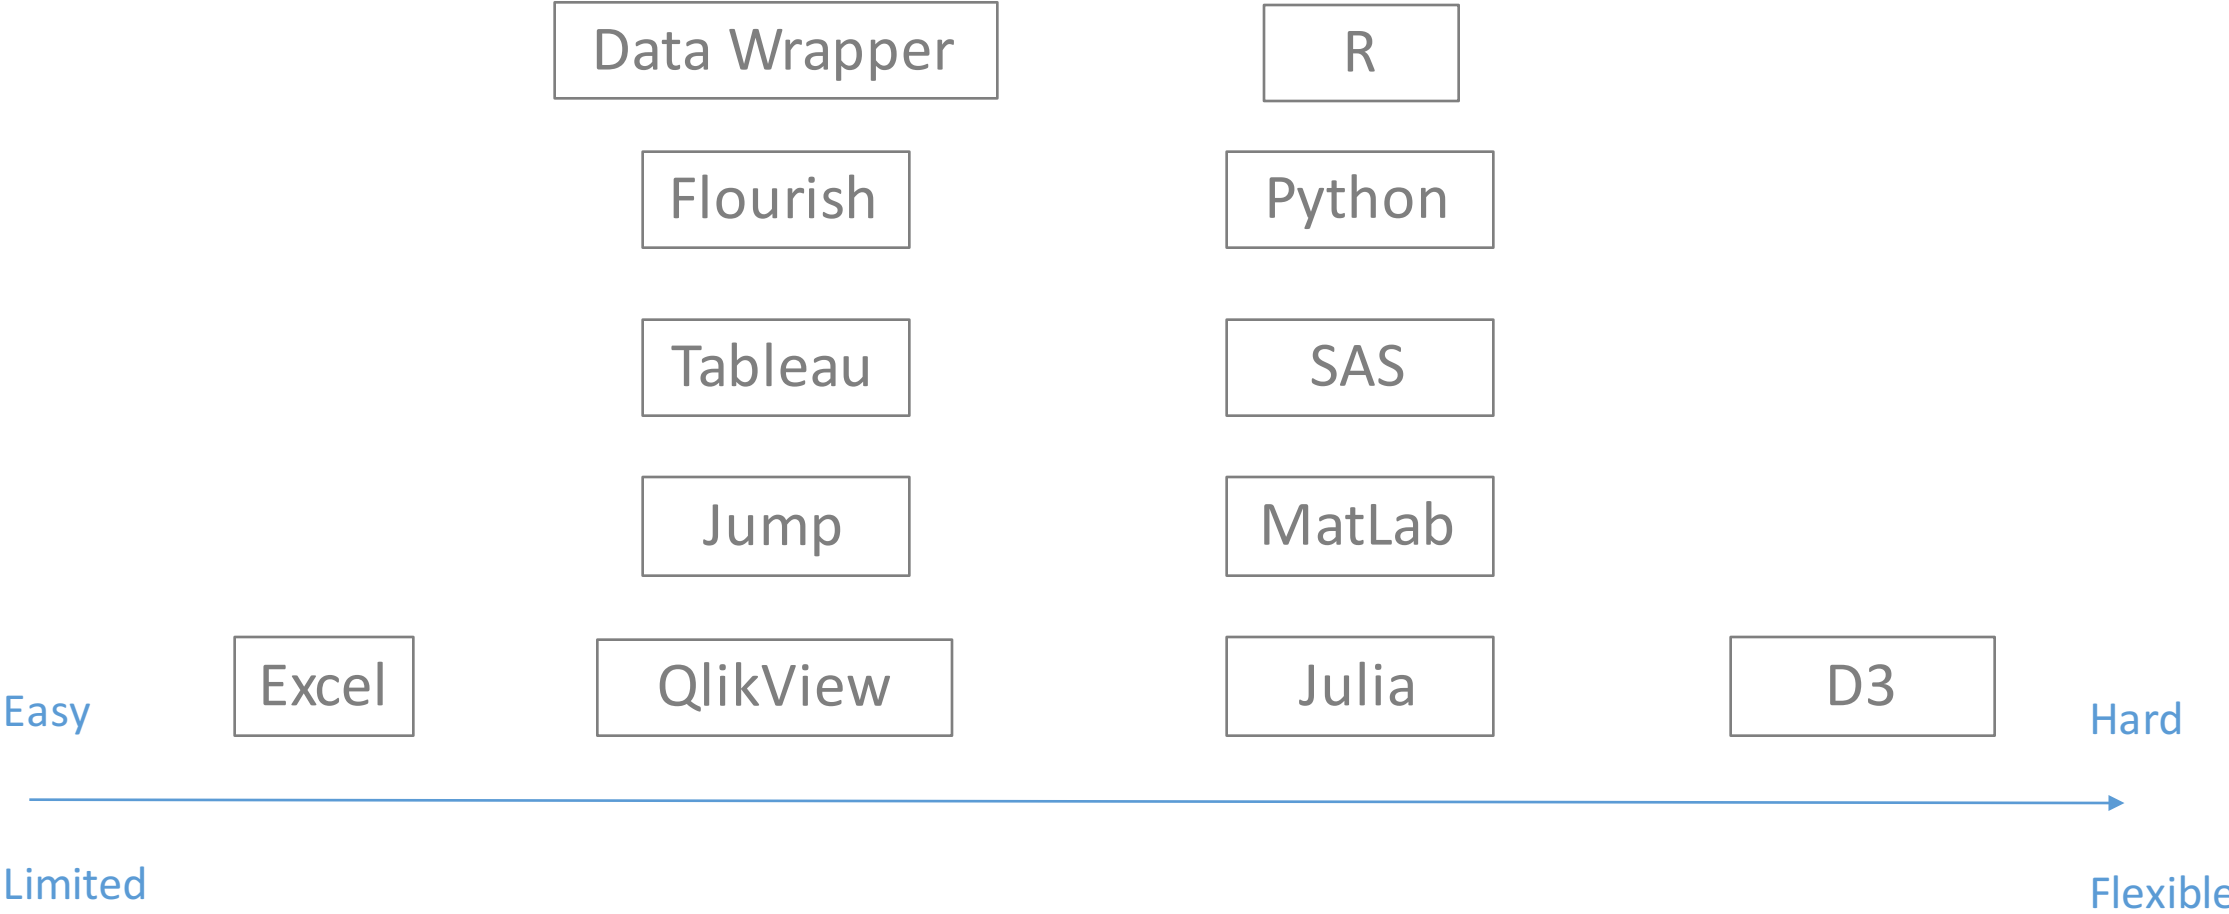 Data Wrapper
R
Flourish
Python
Tableau
SAS
Jump
MatLab
Excel
QlikView
Julia
D3
Easy
Hard
Limited
Flexible